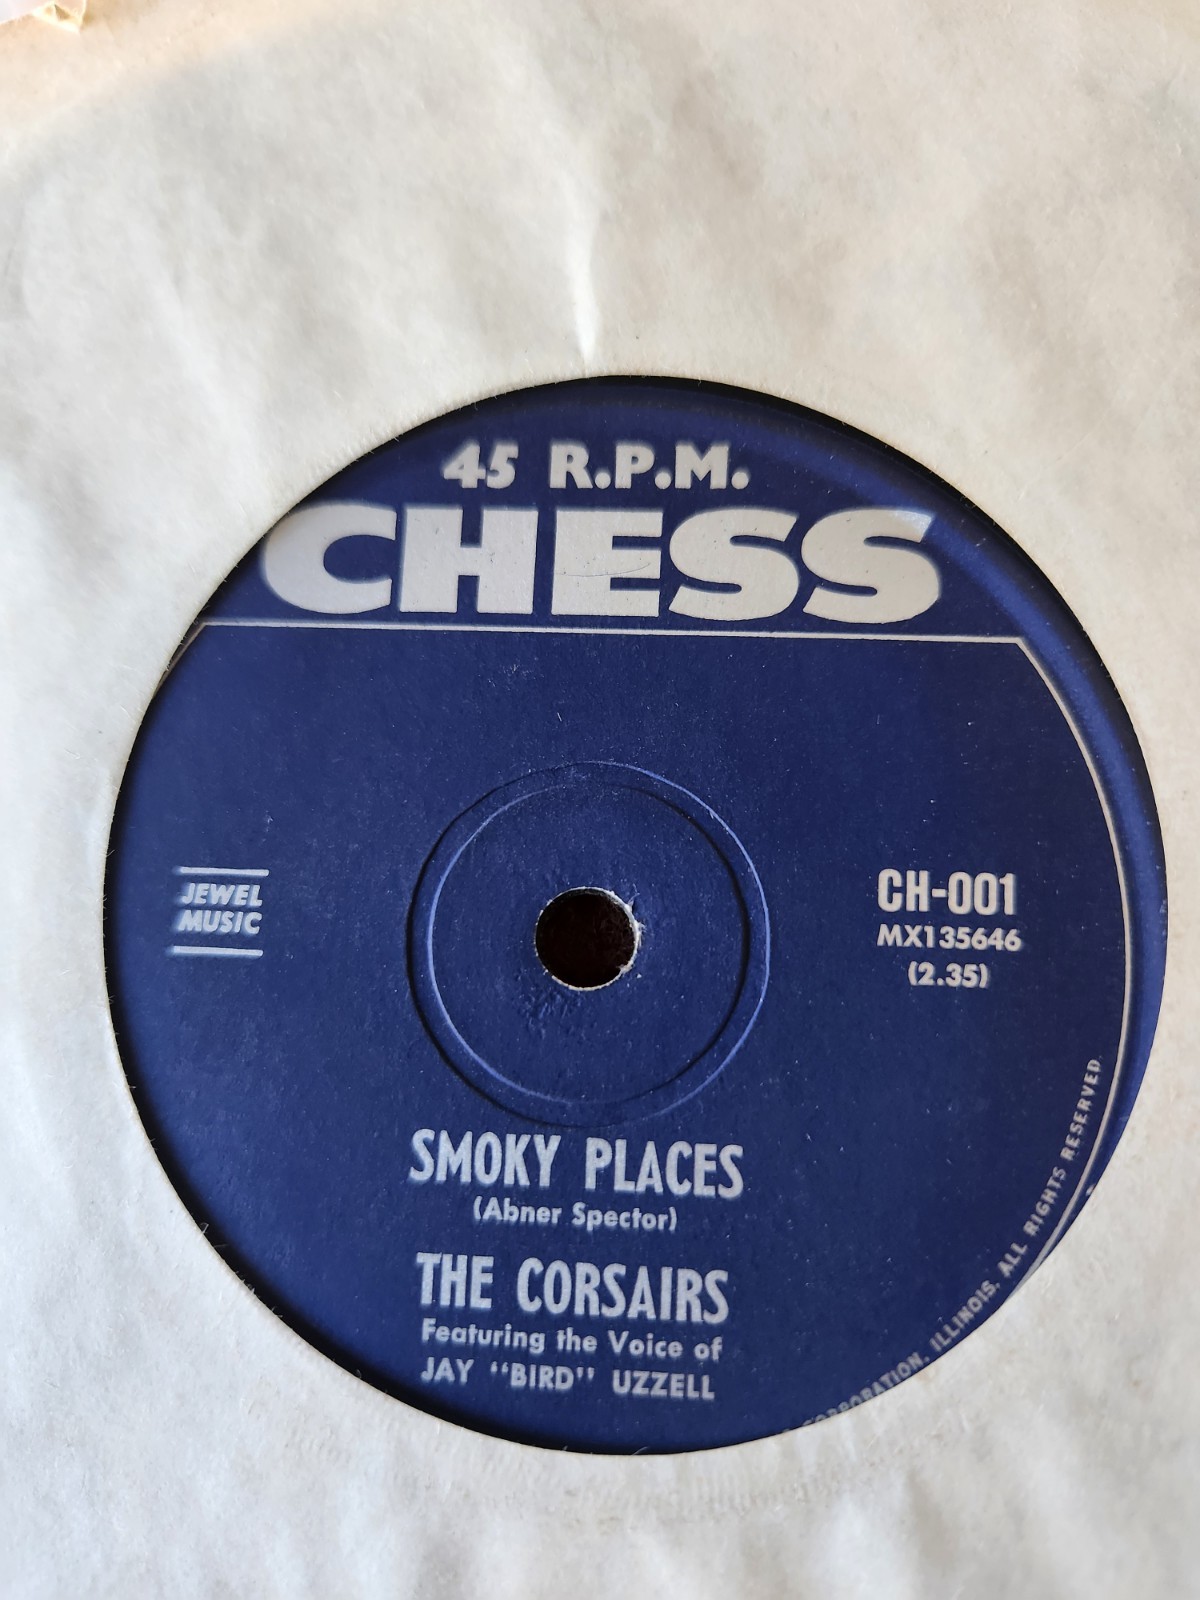 45 R.P.M.
CHESS
JEWEL
MUSIC
CH-001
MX135646
(2.35)
SMOKY PLACES
(Abner Spector)
THE CORSAIRS
Featuring the Voice of
JAY "BIRD" UZZELL
CORPORATION, ILLINOIS. ALL RIGHTS RESERVED.